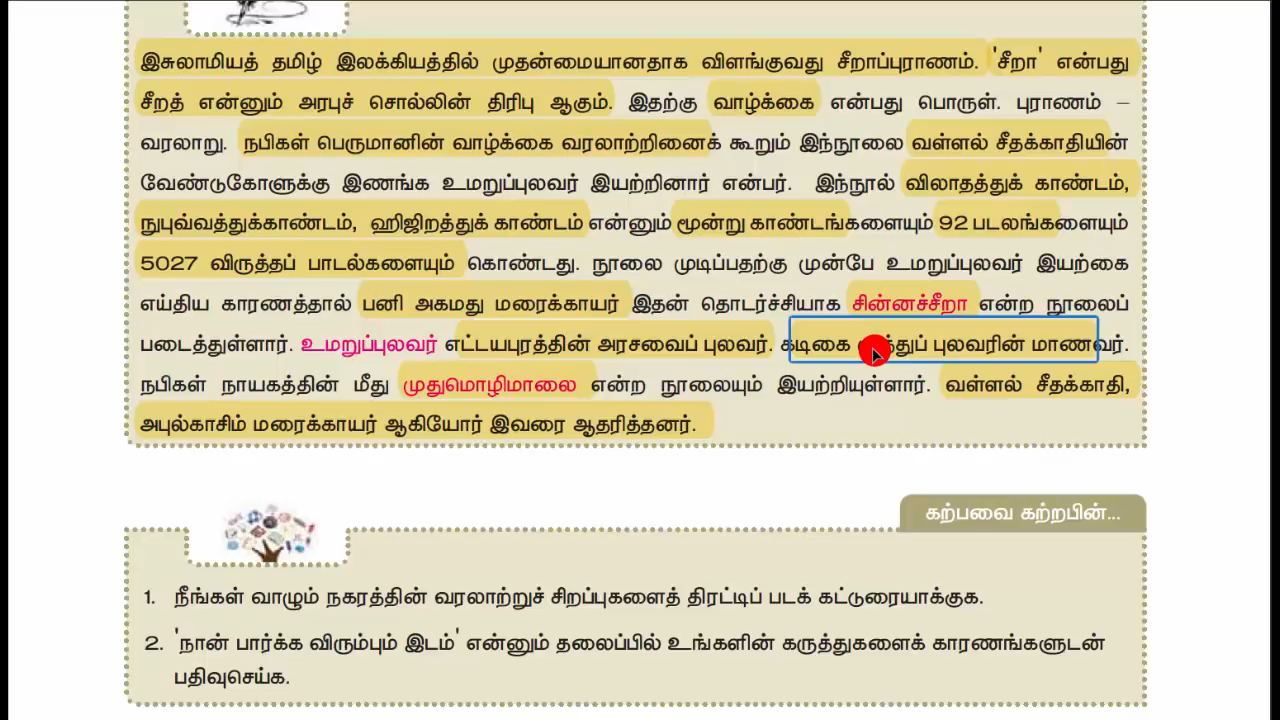 இசுலாமியத் தமிழ் இலக்கியத்தில் முதன்மையானதாக விளங்குவது சீறாப்புராணம். 'சீறா' என்பது
சீறத் என்னும் அரபுச் சொல்லின் திரிபு ஆகும். இதற்கு வாழ்க்கை என்பது பொருள். புராணம் –
வரலாறு. நபிகள் பெருமானின் வாழ்க்கை வரலாற்றினைக் கூறும் இந்நூலை வள்ளல் சீதக்காதியின்
வேண்டுகோளுக்கு இணங்க உமறுப்புலவர் இயற்றினார் என்பர். இந்நூல் விலாதத்துக் காண்டம்,
நுபுவ்வத்துக்காண்டம், ஹிஜிறத்துக் காண்டம் என்னும் மூன்று காண்டங்களையும் 92 படலங்களையும்
5027 விருத்தப் பாடல்களையும் கொண்டது. நூலை முடிப்பதற்கு முன்பே உமறுப்புலவர் இயற்கை
எய்திய காரணத்தால் பனி அகமது மரைக்காயர் இதன் தொடர்ச்சியாக சின்னச்சீறா என்ற நூலைப்
படைத்துள்ளார். உமறுப்புலவர் எட்டயபுரத்தின் அரசவைப் புலவர். கடிகை புலவரின் மாணவர்.
நபிகள் நாயகத்தின் மீது முதுமொழிமாலை என்ற நூலையும் இயற்றியுள்ளார். வள்ளல் சீதக்காதி,
அபுல்காசிம் மரைக்காயர் ஆகியோர் இவரை ஆதரித்தனர்.
கற்பவை கற்றபின்...
1. நீங்கள் வாழும் நகரத்தின் வரலாற்றுச் சிறப்புகளைத் திரட்டிப் படக் கட்டுரையாக்குக.
2. 'நான் பார்க்க விரும்பும் இடம்' என்னும் தலைப்பில் உங்களின் கருத்துகளைக் காரணங்களுடன்
பதிவுசெய்க.